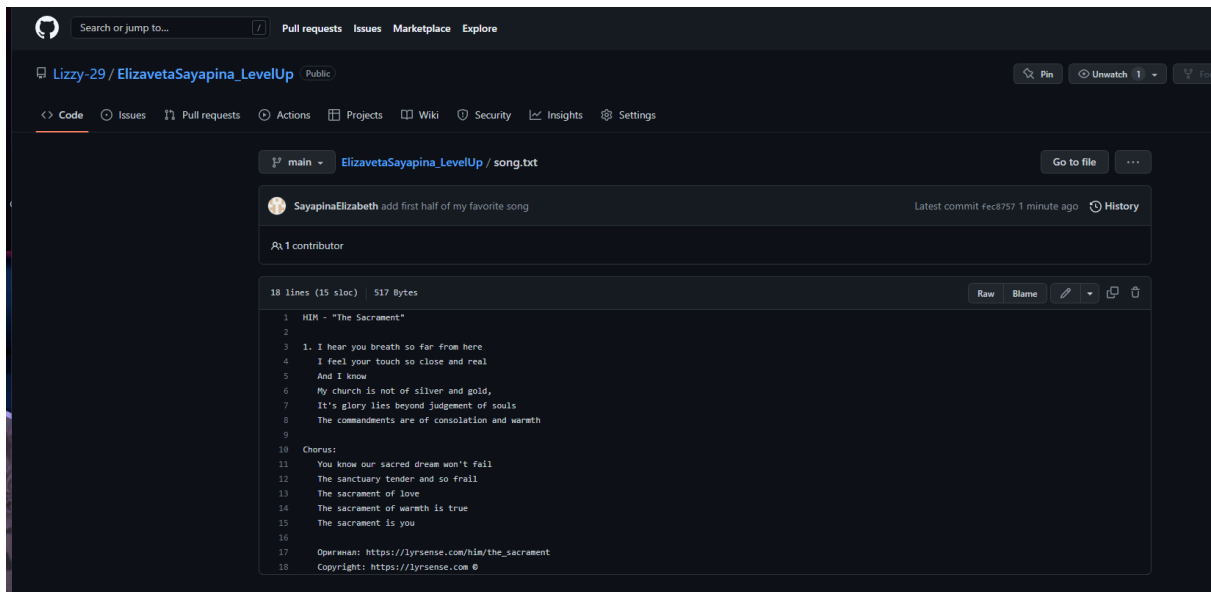 Search or jump to... / Pull requests Issues Marketplace Explore
Lizzy-29 / ElizavetaSayapina_LevelUp Public Pin Unwatch 1 Fo
Code Issues Pull requests Actions Projects Wiki Security Insights Settings
main ElizavetaSayapina_LevelUp / song.txt Go to file ...
SayapinaElizabeth add first half of my favorite song Latest commit fec8757 1 minute ago History
1 contributor
18 lines (15 sloc) 517 Bytes Raw Blame
1 HIM - "The Sacrament"
2
3 1. I hear you breath so far from here
4 I feel your touch so close and real
5 And I know
6 My church is not of silver and gold,
7 It's glory lies beyond judgement of souls
8 The commandments are of consolation and warmth
9
10 Chorus:
11 You know our sacred dream won't fail
12 The sanctuary tender and so frail
13 The sacrament of love
14 The sacrament of warmth is true
15 The sacrament is you
16
17 Оригинал: https://lyrsense.com/him/the_sacrament
18 Copyright: https://lyrsense.com ©